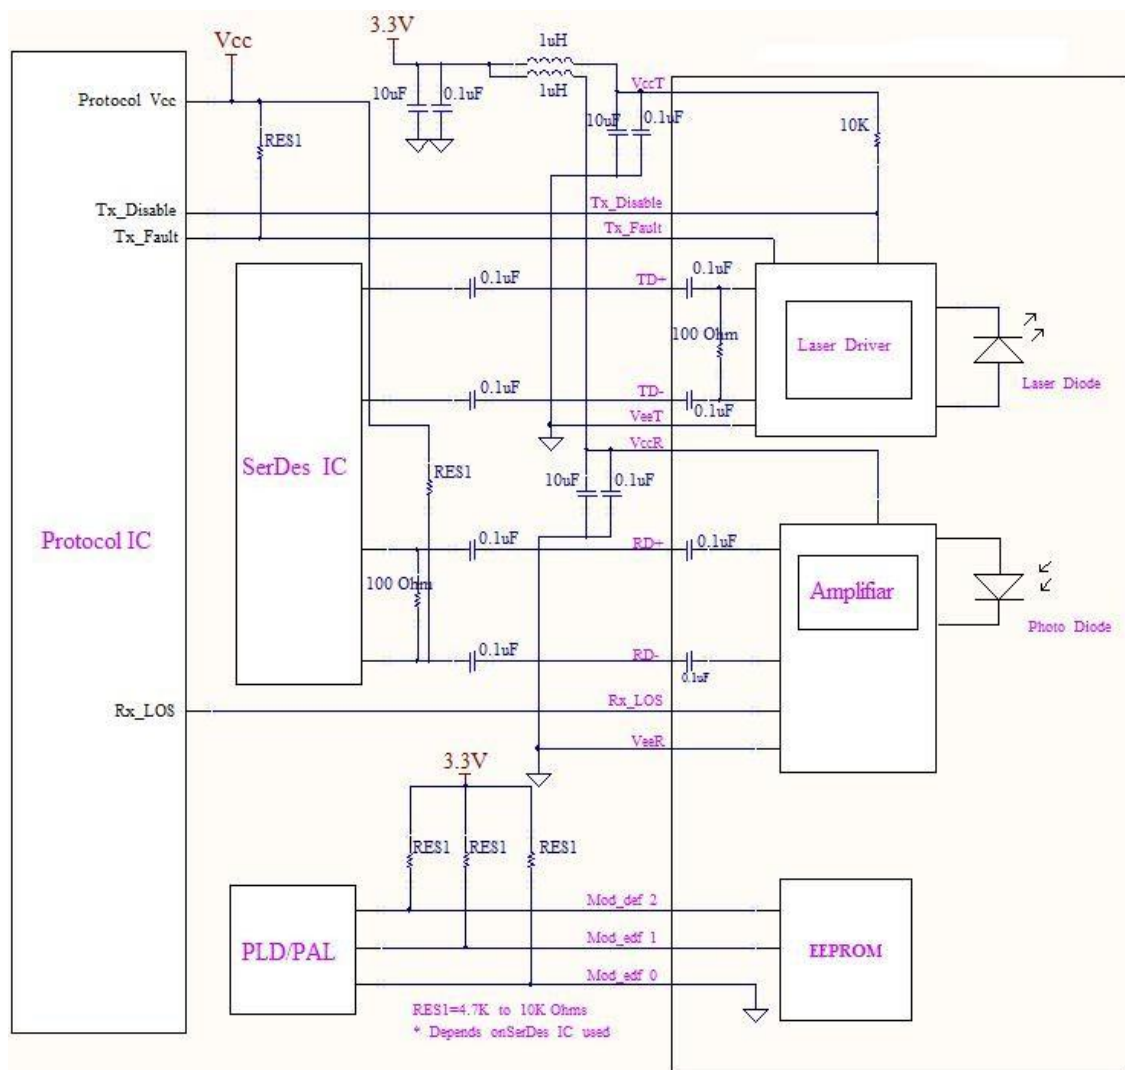 3.3V
1uH
Vcc
1uH
VccT
Protocol Vcc
10uF
0.1uF
10uF
0.1uF
10K
RES1
Tx_Disable
Tx_Disable
Tx_Fault
Tx_Fault
0.1uF
TD+
0.1uF
100 Ohm
Laser Driver
Laser Diode
0.1uF
TD-
0.1uF
VeeT
VccR
SerDes IC
RES1
10uF
0.1uF
Protocol IC
0.1uF
RD+
0.1uF
100 Ohm
Amplifiar
Photo Diode
0.1uF
RD-
0.1uF
Rx_LOS
Rx_LOS
VeeR
3.3V
RES1
RES1
RES1
Mod_def 2
PLD/PAL
Mod_edf 1
EEPROM
Mod_edf 0
RES1=4.7K to 10K Ohms
* Depends onSerDes IC used